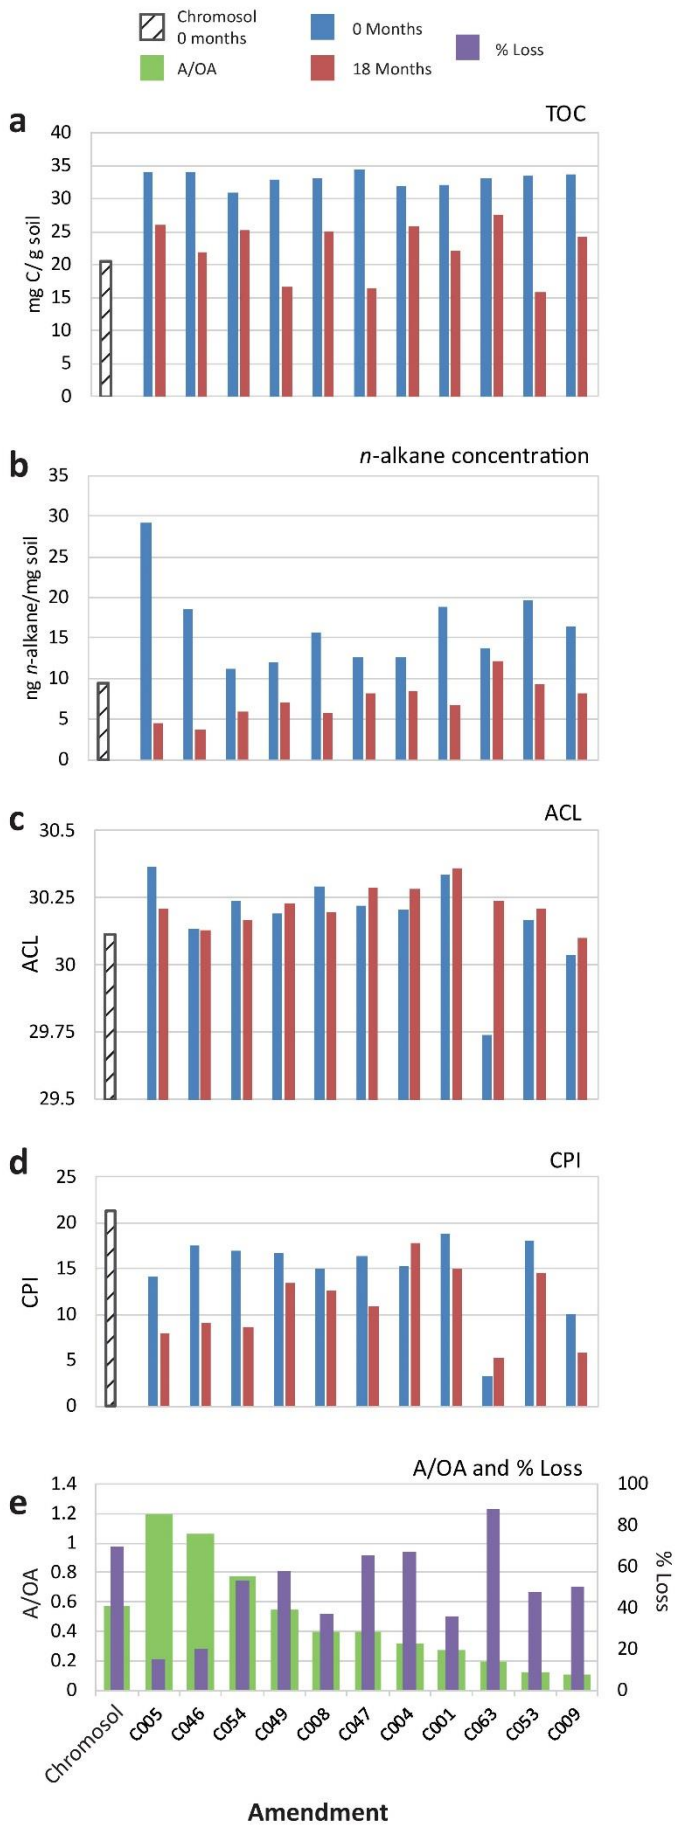 Chromosol
0 months
0 Months
% Loss
A/OA
18 Months
a
TOC
40
35
30
25
20
15
10
5
0
mg C/ g soil
b
n-alkane concentration
35
30
25
20
15
10
5
0
ng n-alkane/mg soil
c
ACL
30.5
30.25
30
29.75
29.5
ACL
d
CPI
25
20
15
10
5
0
CPI
e
A/OA and % Loss
1.4
1.2
1
0.8
0.6
0.4
0.2
0
A/OA
100
80
60
40
20
0
% Loss
Chromosol
C005
C046
C054
C049
C008
C047
C004
C001
C063
C053
C009
Amendment